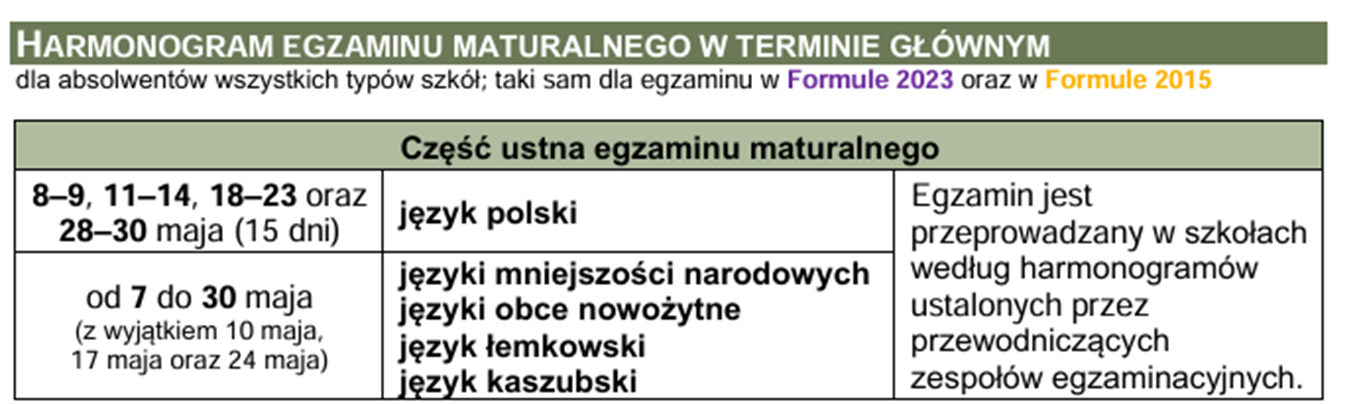 HARMONOGRAM EGZAMINU MATURALNEGO W TERMINIE GŁÓWNYM
dla absolwentów wszystkich typów szkół; taki sam dla egzaminu w Formule 2023 oraz w Formule 2015
Część ustna egzaminu maturalnego
8–9, 11–14, 18–23 oraz
28–30 maja (15 dni)
język polski
od 7 do 30 maja
(z wyjątkiem 10 maja,
17 maja oraz 24 maja)
języki mniejszości narodowych
języki obce nowożytne
język łemkowski
język kaszubski
Egzamin jest
przeprowadzany w szkołach
według harmonogramów
ustalonych przez
przewodniczących
zespołów egzaminacyjnych.